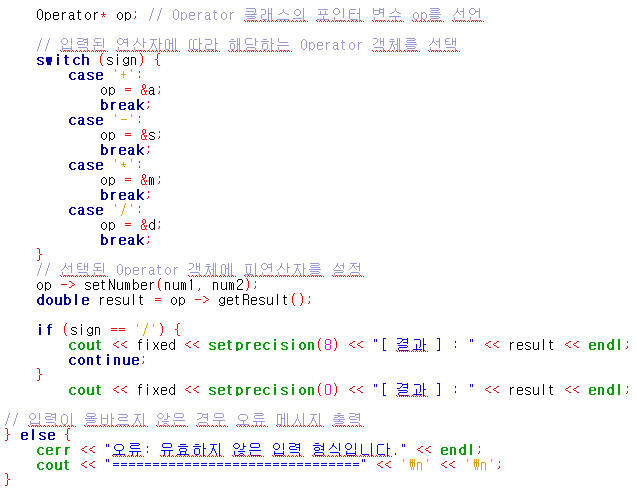 Operator* op; // Operator 클래스의 포인터 변수 op를 선언
// 입력된 연산자에 따라 해당하는 Operator 객체를 선택
switch (sign) {
case '+':
op = &a;
break;
case '-':
op = &s;
break;
case '*':
op = &m;
break;
case '/':
op = &d;
break;
}
// 선택된 Operator 객체에 피연산자를 설정
op -> setNumber(num1, num2);
double result = op -> getResult();
if (sign == '/') {
cout << fixed << setprecision(8) << "[ 결과 ] : " << result << endl;
continue;
}
cout << fixed << setprecision(0) << "[ 결과 ] : " << result << endl;
// 입력이 올바르지 않은 경우 오류 메시지 출력
} else {
cerr << "오류: 유효하지 않은 입력 형식입니다." << endl;
cout << "===============================" << '₩n' << '₩n';
}